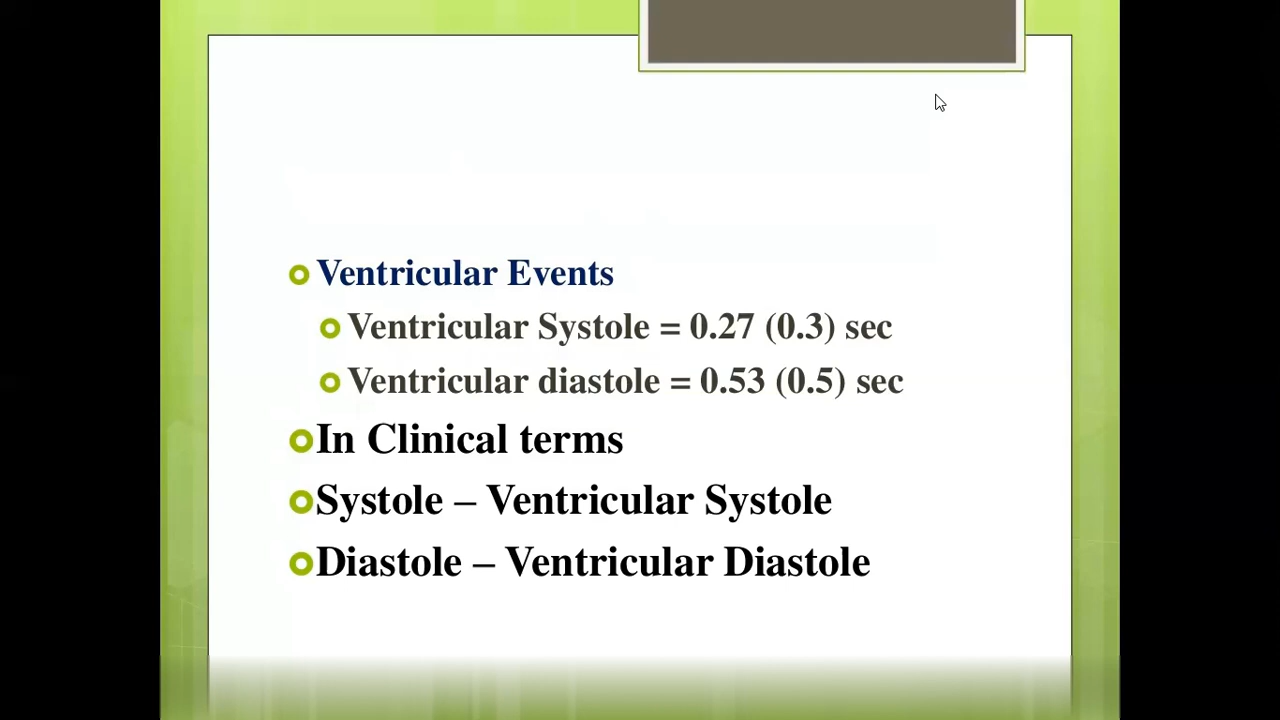 Ventricular Events
Ventricular Systole = 0.27 (0.3) sec
Ventricular diastole = 0.53 (0.5) sec
In Clinical terms
Systole – Ventricular Systole
Diastole – Ventricular Diastole